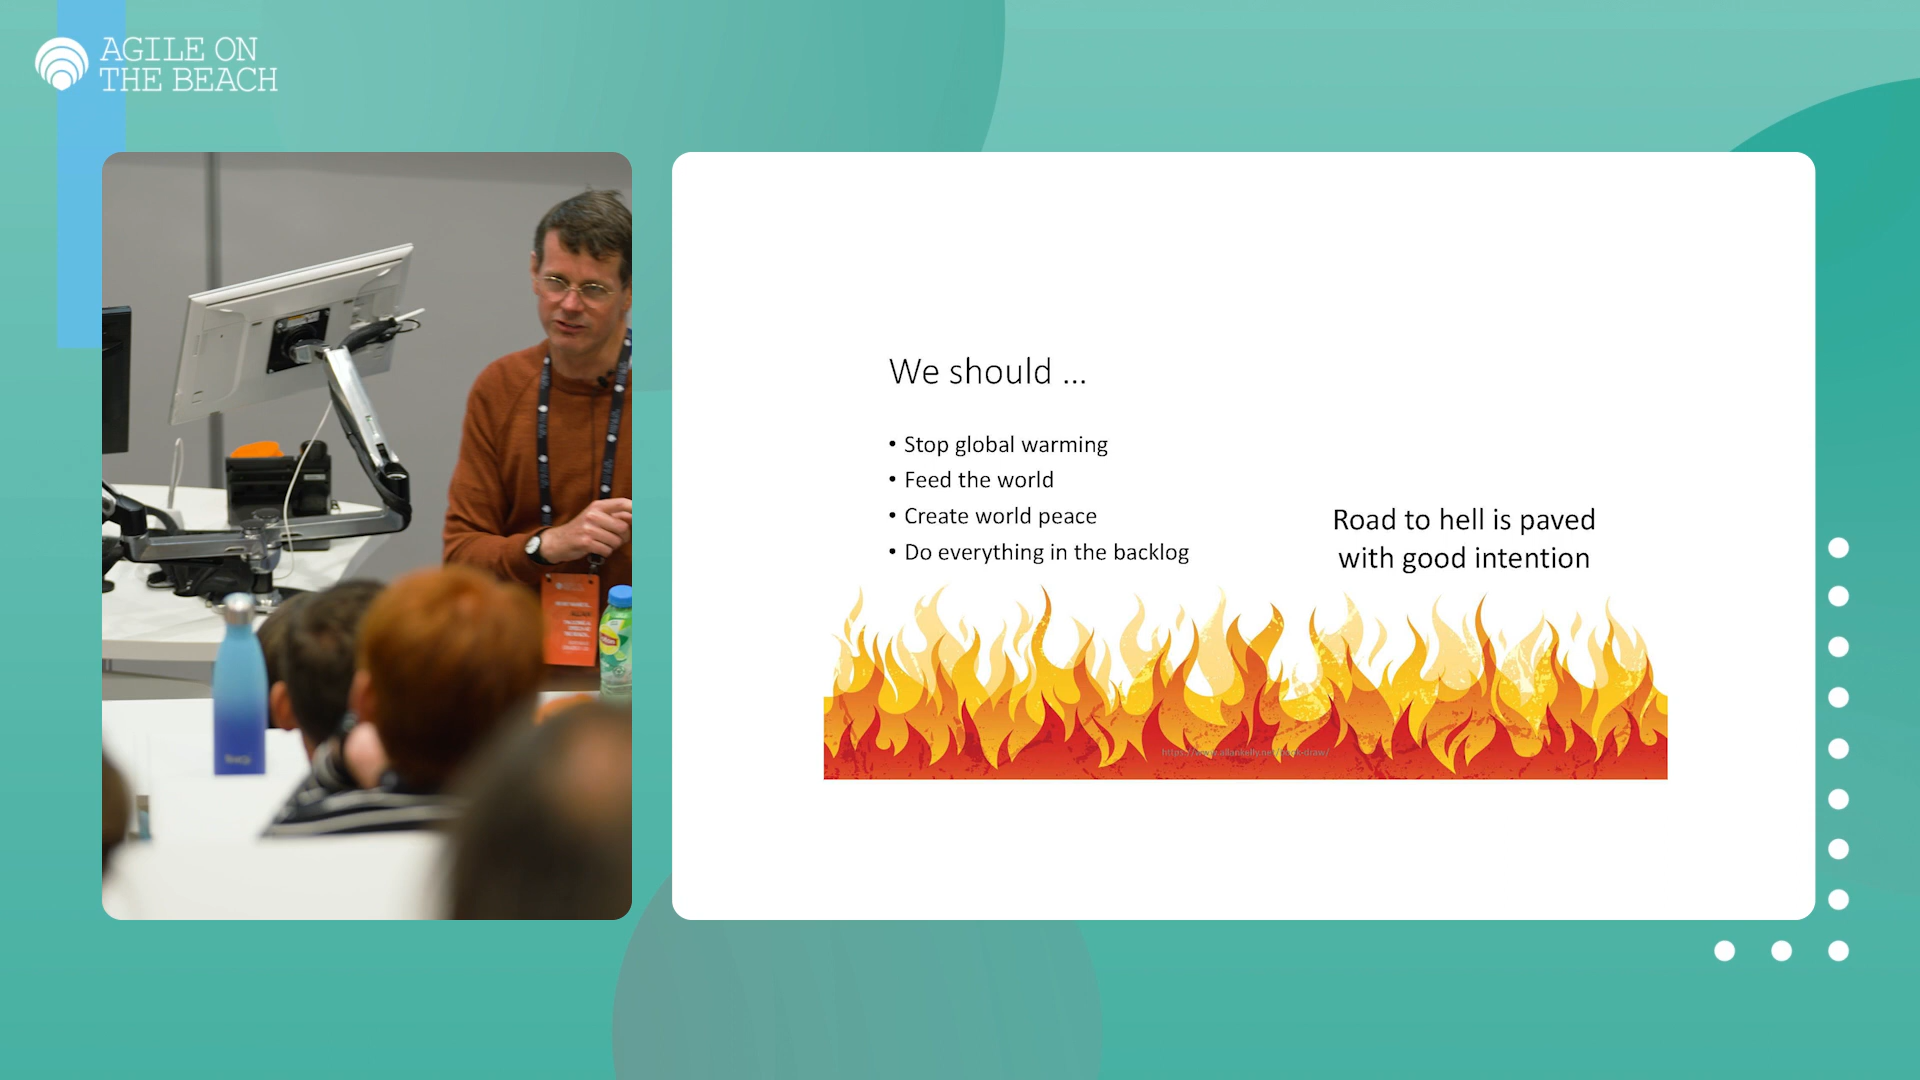 AGILE ON
THE BEACH
We should ...
• Stop global warming
• Feed the world
• Create world peace
• Do everything in the backlog
Road to hell is paved
with good intention